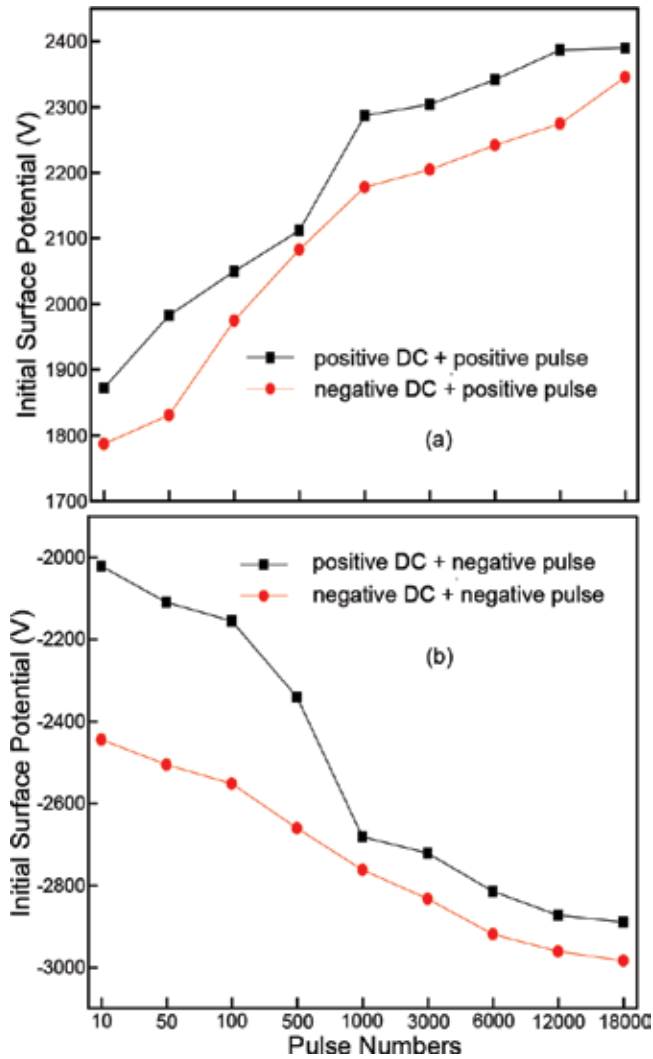 2400
2300
2200
2100
2000
1900
1800
1700
Initial Surface Potential (V)
positive DC + positive pulse
negative DC + positive pulse
(a)
-2000
-2200
-2400
-2600
-2800
-3000
Initial Surface Potential (V)
positive DC + negative pulse
negative DC + negative pulse
(b)
10 50 100 500 1000 3000 6000 12000 18000
Pulse Numbers